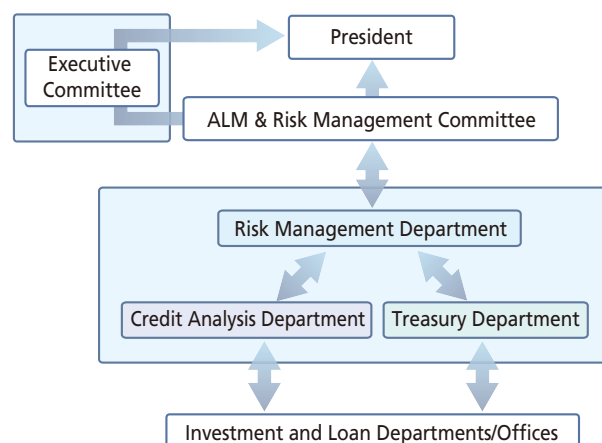 President
Executive
Committee
ALM & Risk Management Committee
Risk Management Department
Credit Analysis Department
Treasury Department
Investment and Loan Departments/Offices